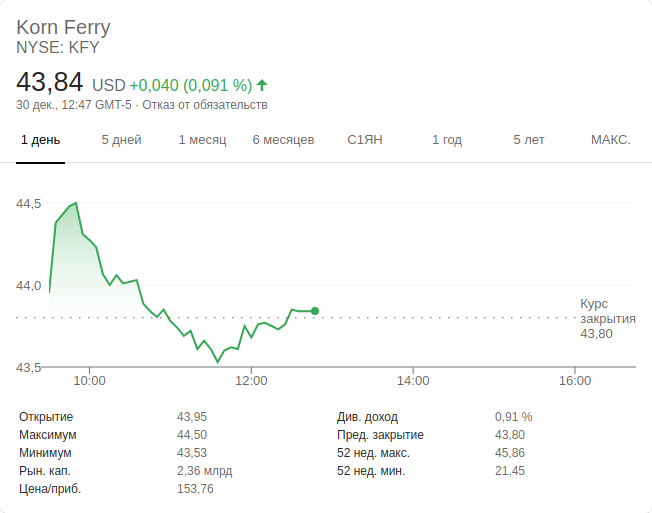 Korn Ferry
NYSE: KFY
43,84 USD +0,040 (0,091 %)
30 дек., 12:47 GMT-5 · Отказ от обязательств
1 день 5 дней 1 месяц 6 месяцев С1ЯН 1 год 5 лет МАКС.
44,5
44,0
Курс
закрытия
43,80
43,5
10:00 12:00 14:00 16:00
Открытие 43,95 Див. доход 0,91 %
Максимум 44,50 Пред. закрытие 43,80
Минимум 43,53 52 нед. макс. 45,86
Рын. кап. 2,36 млрд 52 нед. мин. 21,45
Цена/приб. 153,76